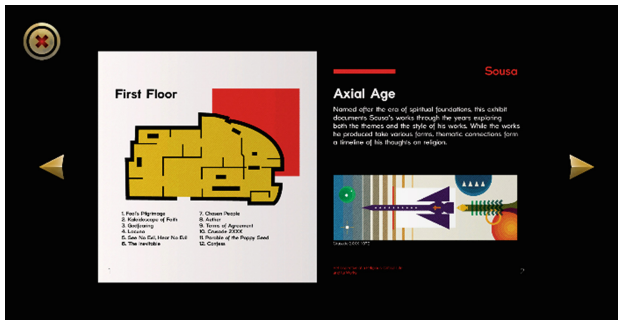 First Floor
1. Fool's Pilgrimage
2. Kaleidoscope of Faith
3. Godfearing
4. Lacuna
5. See No Evil, Hear No Evil
6. The Inevitable
7. Chosen People
8. Aether
9. Terms of Agreement
10. Crusade 2XXX
11. Parable of the Poppy Seed
12. Confess
Sousa
Axial Age
Named after the era of spiritual foundations, this exhibit
documents Sousa's works through the years exploring
both the themes and the style of his works. While the works
he produced take various forms, thematic connections form
a timeline of his thoughts on religion.